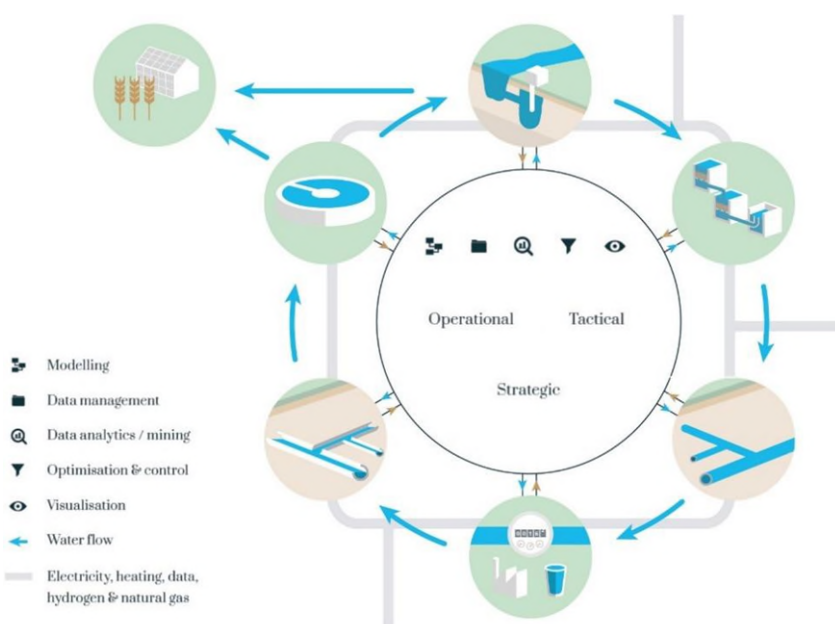 Operational Tactical
Strategic
Modelling
Data management
Data analytics / mining
Optimisation & control
Visualisation
Water flow
Electricity, heating, data,
hydrogen & natural gas